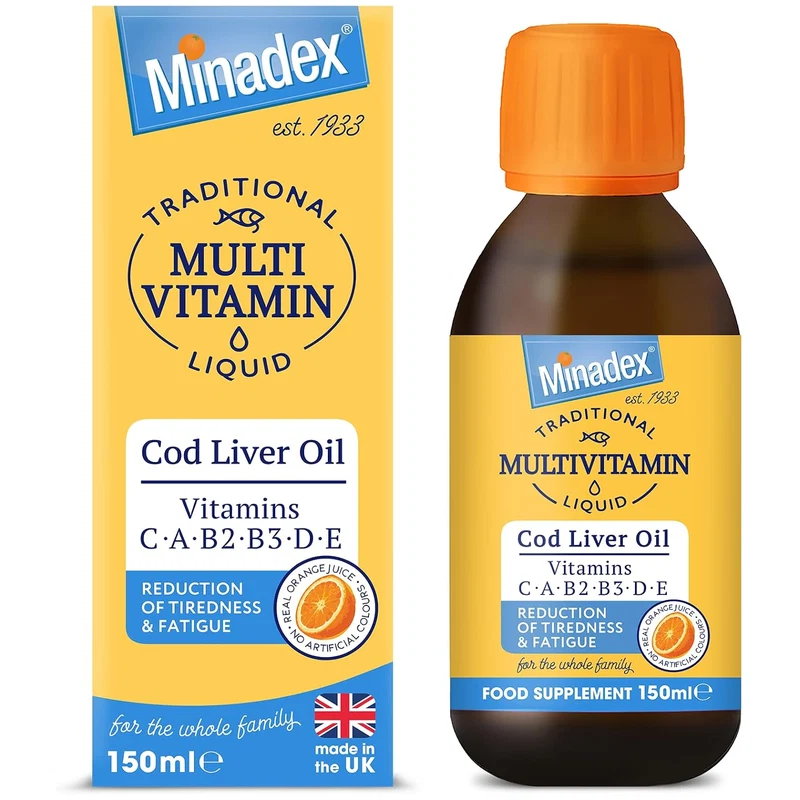 Minadex®
est. 1933
TRADITIONAL
MULTI
VITAMIN
LIQUID
Cod Liver Oil
Vitamins
C·A·B2·B3·D·E
REDUCTION
OF TIREDNESS
& FATIGUE
REAL ORANGE JUICE •
NO ARTIFICIAL COLOURS •
for the whole family
150ml℮
made in
the UK
Minadex®
est. 1933
TRADITIONAL
MULTIVITAMIN
LIQUID
Cod Liver Oil
Vitamins
C·A·B2·B3·D·E
REDUCTION
OF TIREDNESS
& FATIGUE
REAL ORANGE JUICE •
NO ARTIFICIAL COLOURS •
for the whole family
FOOD SUPPLEMENT 150ml℮